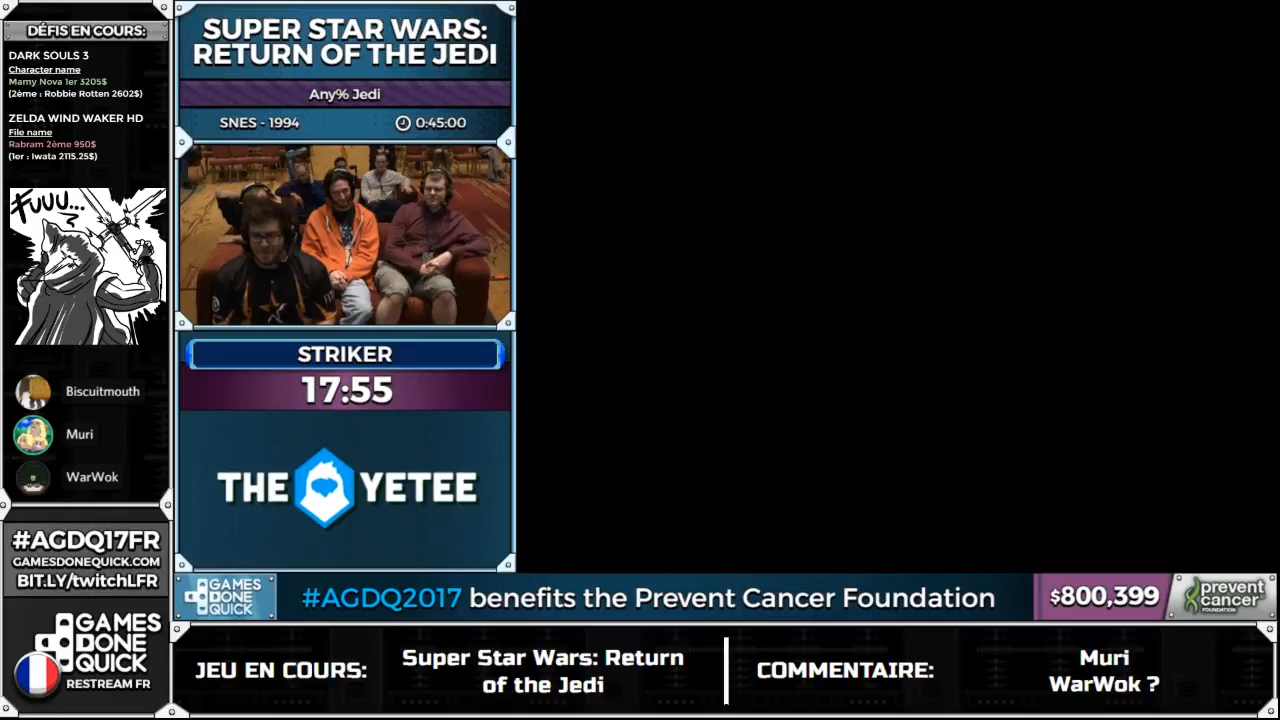 DÉFIS EN COURS:
DARK SOULS 3
Character name
Mamy Nova 1er 3205$
(2ème : Robbie Rotten 2602$)
ZELDA WIND WAKER HD
File name
Rabram 2ème 950$
(1er : Iwata 2115.25$)
FUUU...
Biscuitmouth
Muri
WarWok
#AGDQ17FR
GAMESDONEQUICK.COM
BIT.LY/twitchLFR
GAMES
DONE
QUICK
RESTREAM FR
SUPER STAR WARS:
RETURN OF THE JEDI
Any% Jedi
SNES - 1994
0:45:00
STRIKER
17:55
THE YETEE
GAMES
DONE
QUICK
#AGDQ2017 benefits the Prevent Cancer Foundation
$800,399
prevent
cancer
FOUNDATION
JEU EN COURS:
Super Star Wars: Return
of the Jedi
COMMENTAIRE:
Muri
WarWok ?